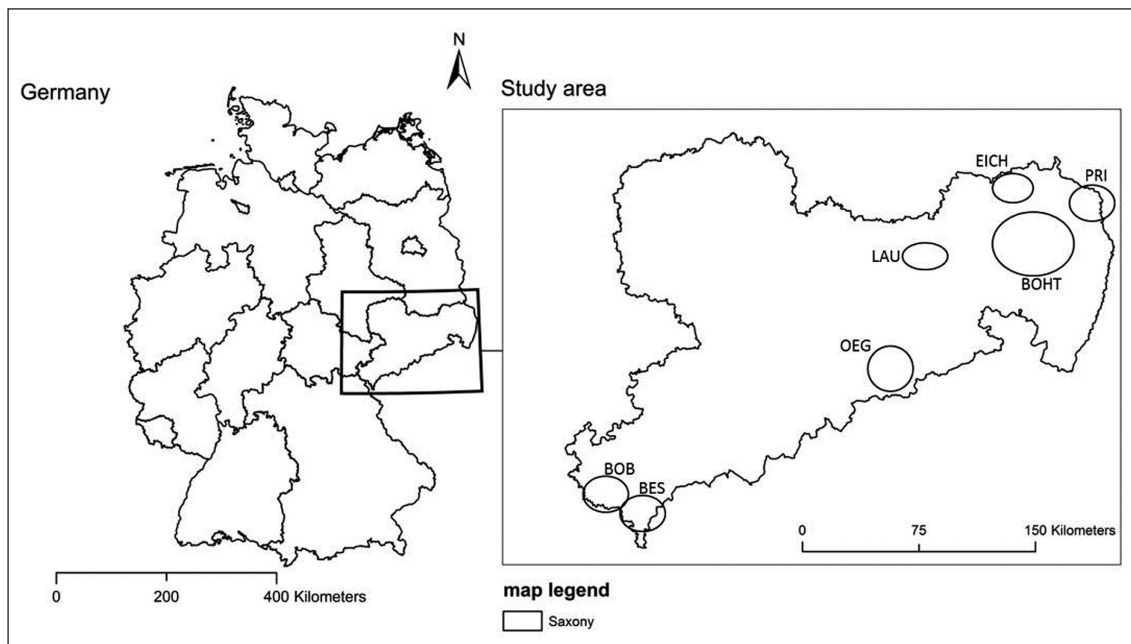 N
Germany
Study area
EICH
PRI
LAU
BOHT
OEG
BOB
BES
0 75 150 Kilometers
0 200 400 Kilometers
map legend
Saxony